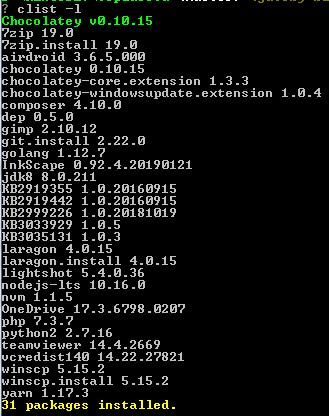 ? clist -l
Chocolatey v0.10.15
7zip 19.0
7zip.install 19.0
airdroid 3.6.5.000
chocolatey 0.10.15
chocolatey-core.extension 1.3.3
chocolatey-windowsupdate.extension 1.0.4
composer 4.10.0
dep 0.5.0
gimp 2.10.12
git.install 2.22.0
golang 1.12.7
InkScape 0.92.4.20190121
jdk8 8.0.211
KB2919355 1.0.20160915
KB2919442 1.0.20160915
KB2999226 1.0.20181019
KB3033929 1.0.5
KB3035131 1.0.3
laragon 4.0.15
laragon.install 4.0.15
lightshot 5.4.0.36
nodejs-lts 10.16.0
nvm 1.1.5
OneDrive 17.3.6798.0207
php 7.3.7
python2 2.7.16
teamviewer 14.4.2669
vcredist140 14.22.27821
winscp 5.15.2
winscp.install 5.15.2
yarn 1.17.3
31 packages installed.